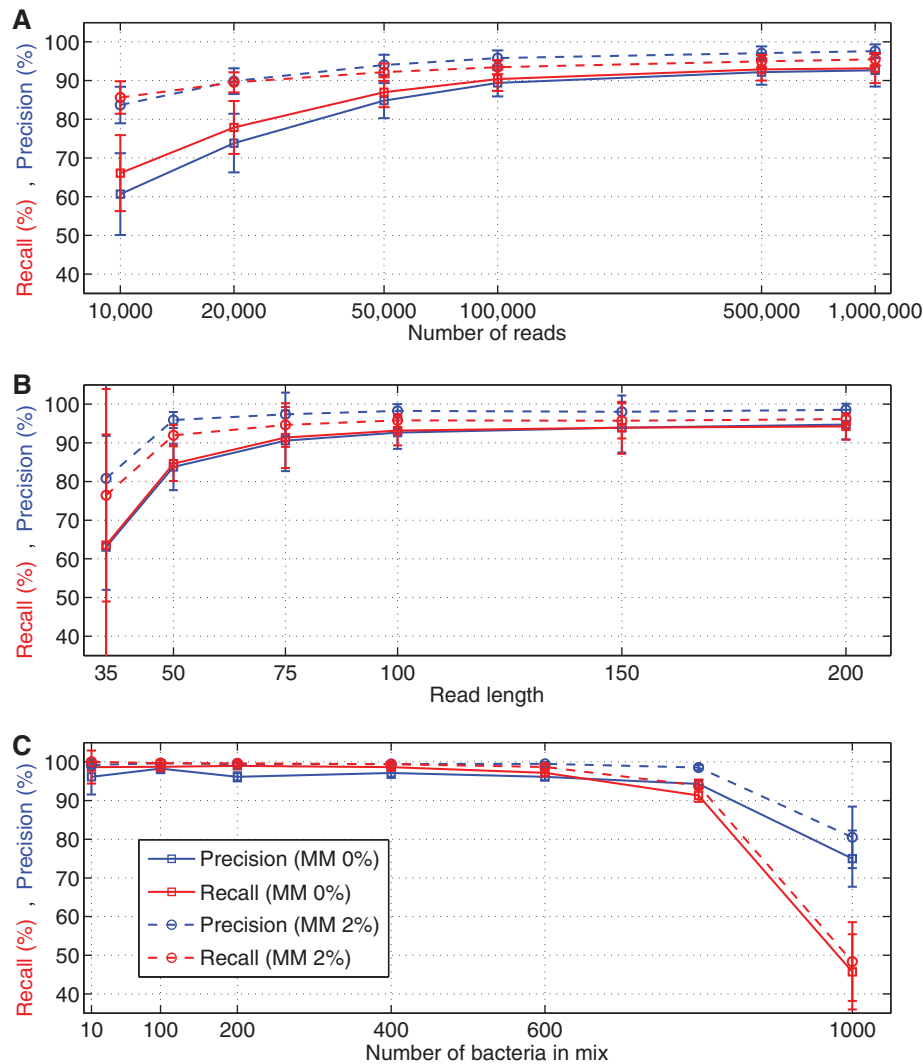 A
Recall (%) , Precision (%)
100
90
80
70
60
50
40
10,000 20,000 50,000 100,000 500,000 1,000,000
Number of reads
B
Recall (%) , Precision (%)
100
90
80
70
60
50
40
35 50 75 100 150 200
Read length
C
Recall (%) , Precision (%)
100
90
80
70
60
50
40
Precision (MM 0%)
Recall (MM 0%)
Precision (MM 2%)
Recall (MM 2%)
10 100 200 400 600 1000
Number of bacteria in mix